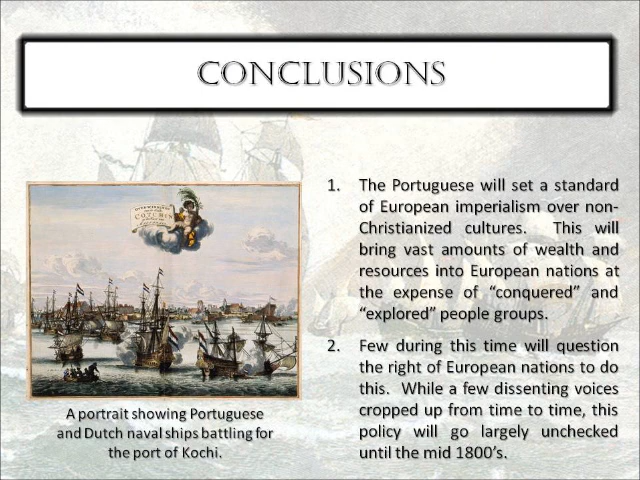 CONCLUSIONS
COTCHIN
1. The Portuguese will set a standard
of European imperialism over non-
Christianized cultures. This will
bring vast amounts of wealth and
resources into European nations at
the expense of “conquered” and
“explored” people groups.
2. Few during this time will question
the right of European nations to do
this. While a few dissenting voices
cropped up from time to time, this
policy will go largely unchecked
until the mid 1800’s.
A portrait showing Portuguese
and Dutch naval ships battling for
the port of Kochi.